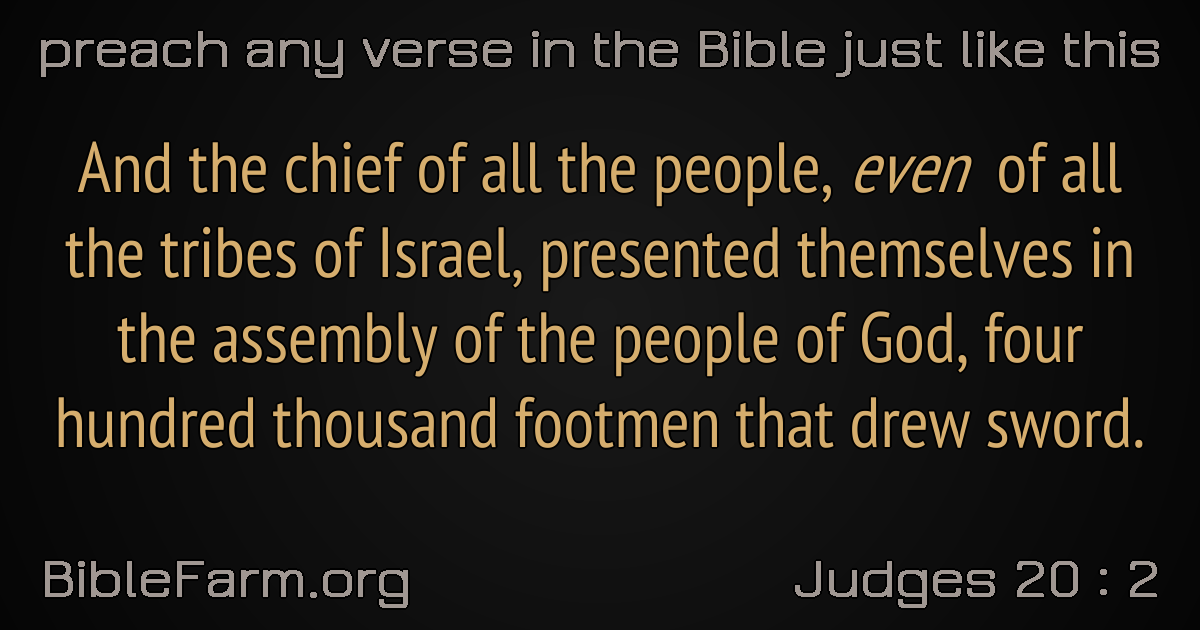 preach any verse in the Bible just like this
And the chief of all the people, even of all
the tribes of Israel, presented themselves in
the assembly of the people of God, four
hundred thousand footmen that drew sword.
BibleFarm.org
Judges 20 : 2